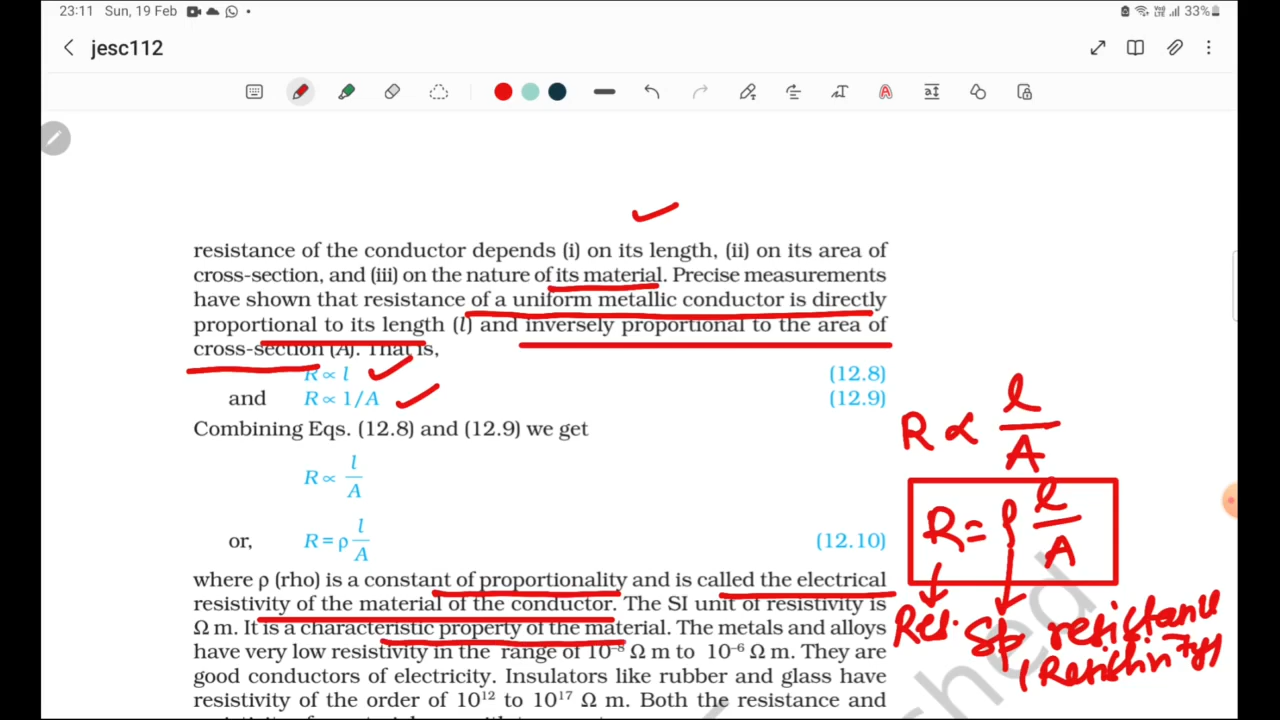 23:11 Sun, 19 Feb
33%
jesc112
resistance of the conductor depends (i) on its length, (ii) on its area of
cross-section, and (iii) on the nature of its material. Precise measurements
have shown that resistance of a uniform metallic conductor is directly
proportional to its length (l) and inversely proportional to the area of
cross-section (A). That is,
R ∝ l (12.8)
and R ∝ 1/A (12.9)
Combining Eqs. (12.8) and (12.9) we get
R ∝ l/A
or, R = ρ l/A (12.10)
where ρ (rho) is a constant of proportionality and is called the electrical
resistivity of the material of the conductor. The SI unit of resistivity is
Ω m. It is a characteristic property of the material. The metals and alloys
have very low resistivity in the range of 10⁻⁸ Ω m to 10⁻⁶ Ω m. They are
good conductors of electricity. Insulators like rubber and glass have
resistivity of the order of 10¹² to 10¹⁷ Ω m. Both the resistance and
R ∝ l/A
R = ρ l/A
Res. Sp resistance
(Resistivity)